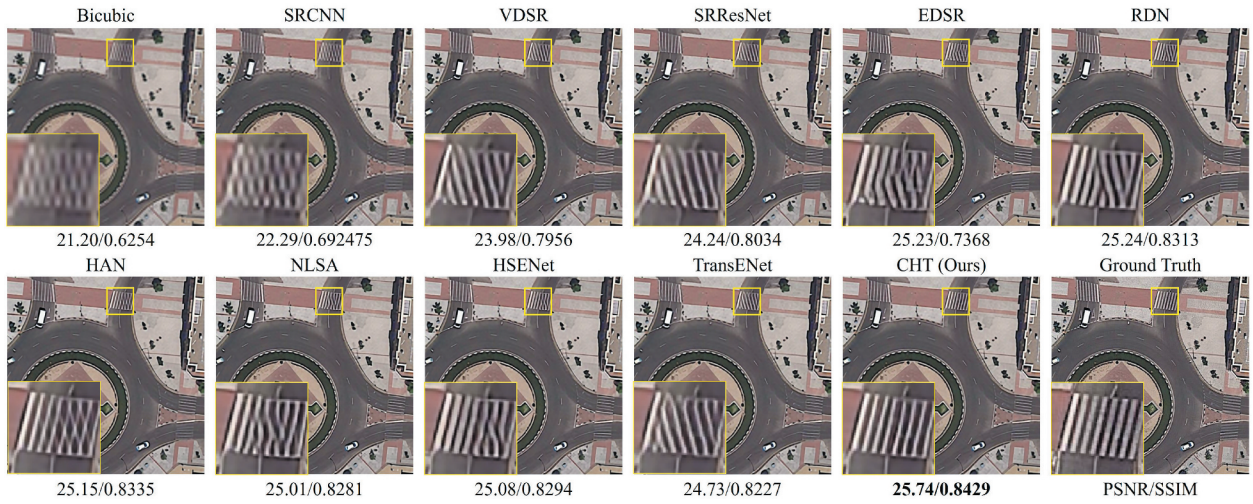 Bicubic SRCNN VDSR SRResNet EDSR RDN
21.20/0.6254 22.29/0.692475 23.98/0.7956 24.24/0.8034 25.23/0.7368 25.24/0.8313
HAN NLSA HSENet TransENet CHT (Ours) Ground Truth
25.15/0.8335 25.01/0.8281 25.08/0.8294 24.73/0.8227 25.74/0.8429 PSNR/SSIM